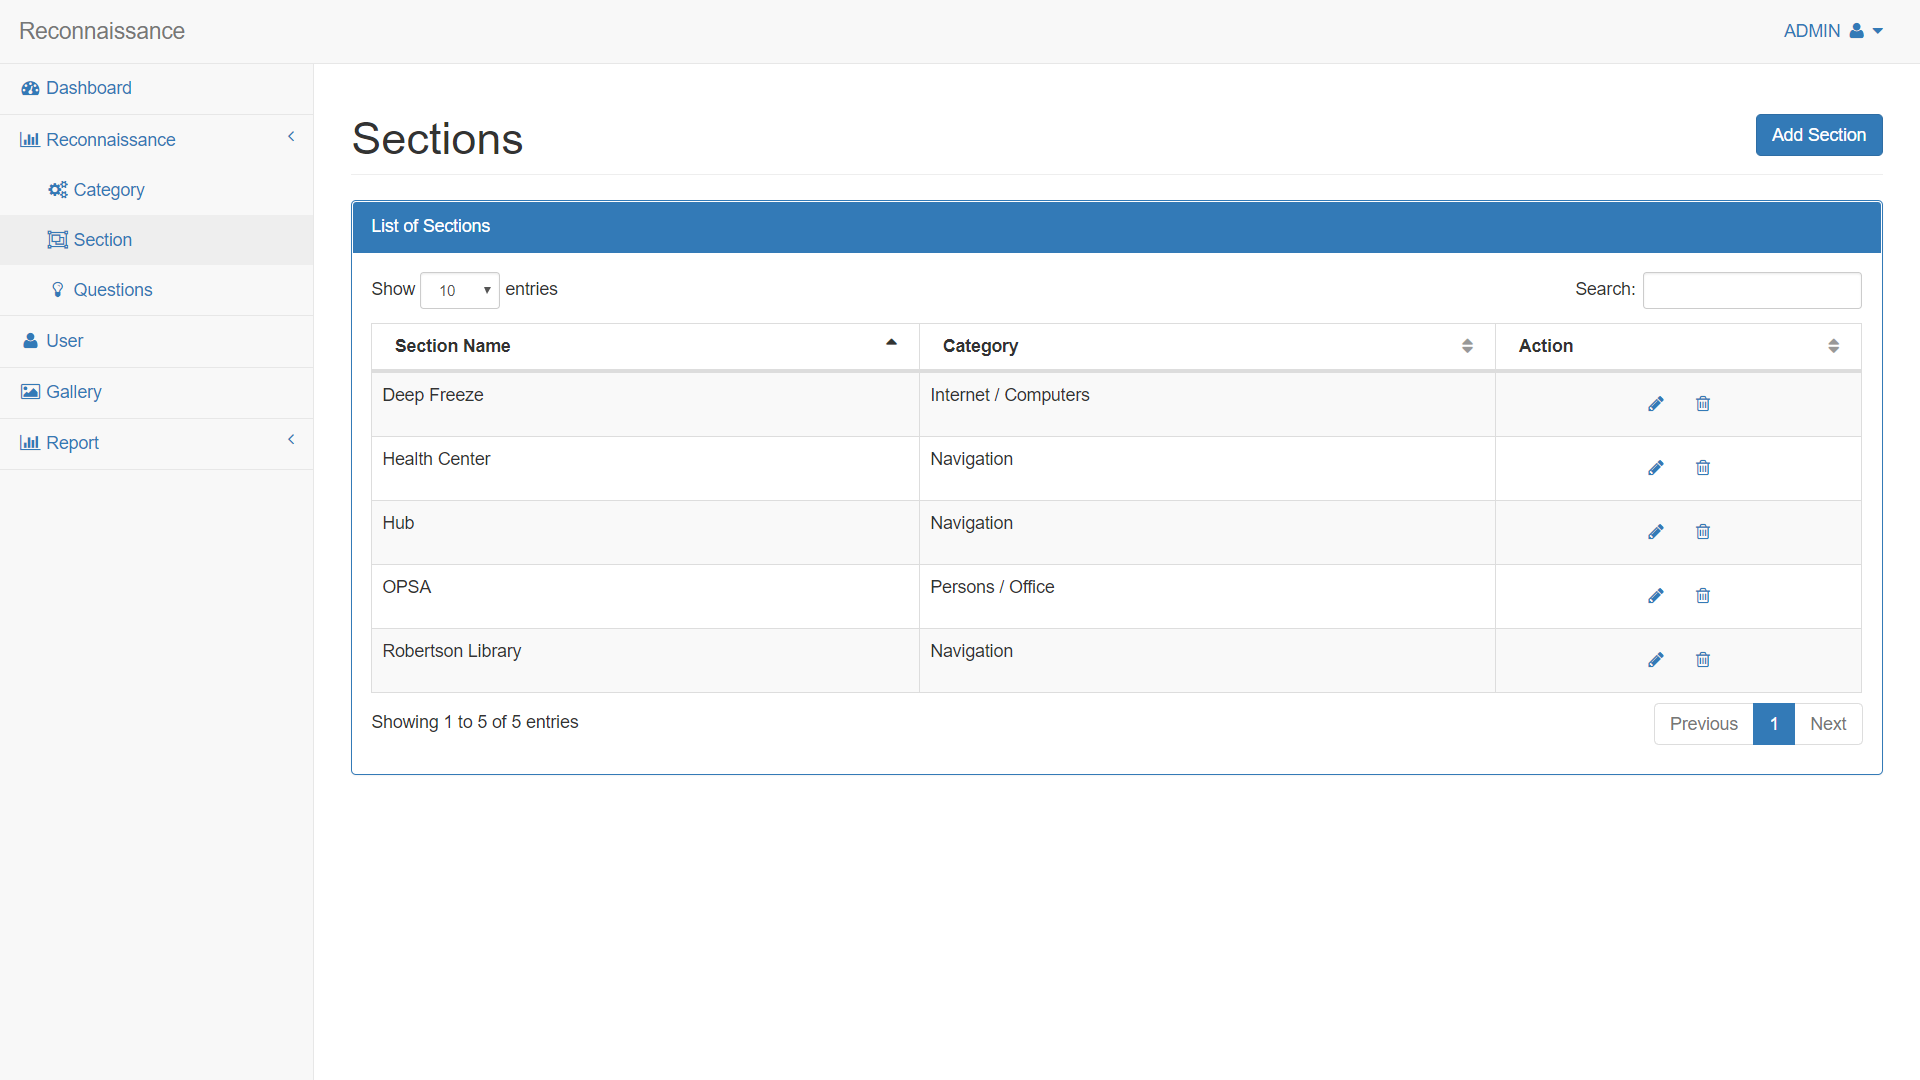 Reconnaissance
ADMIN
Dashboard
Reconnaissance
Category
Section
Questions
User
Gallery
Report
Sections
Add Section
List of Sections
Show 10 entries
Search:
Section Name Category Action
Deep Freeze Internet / Computers
Health Center Navigation
Hub Navigation
OPSA Persons / Office
Robertson Library Navigation
Showing 1 to 5 of 5 entries
Previous 1 Next